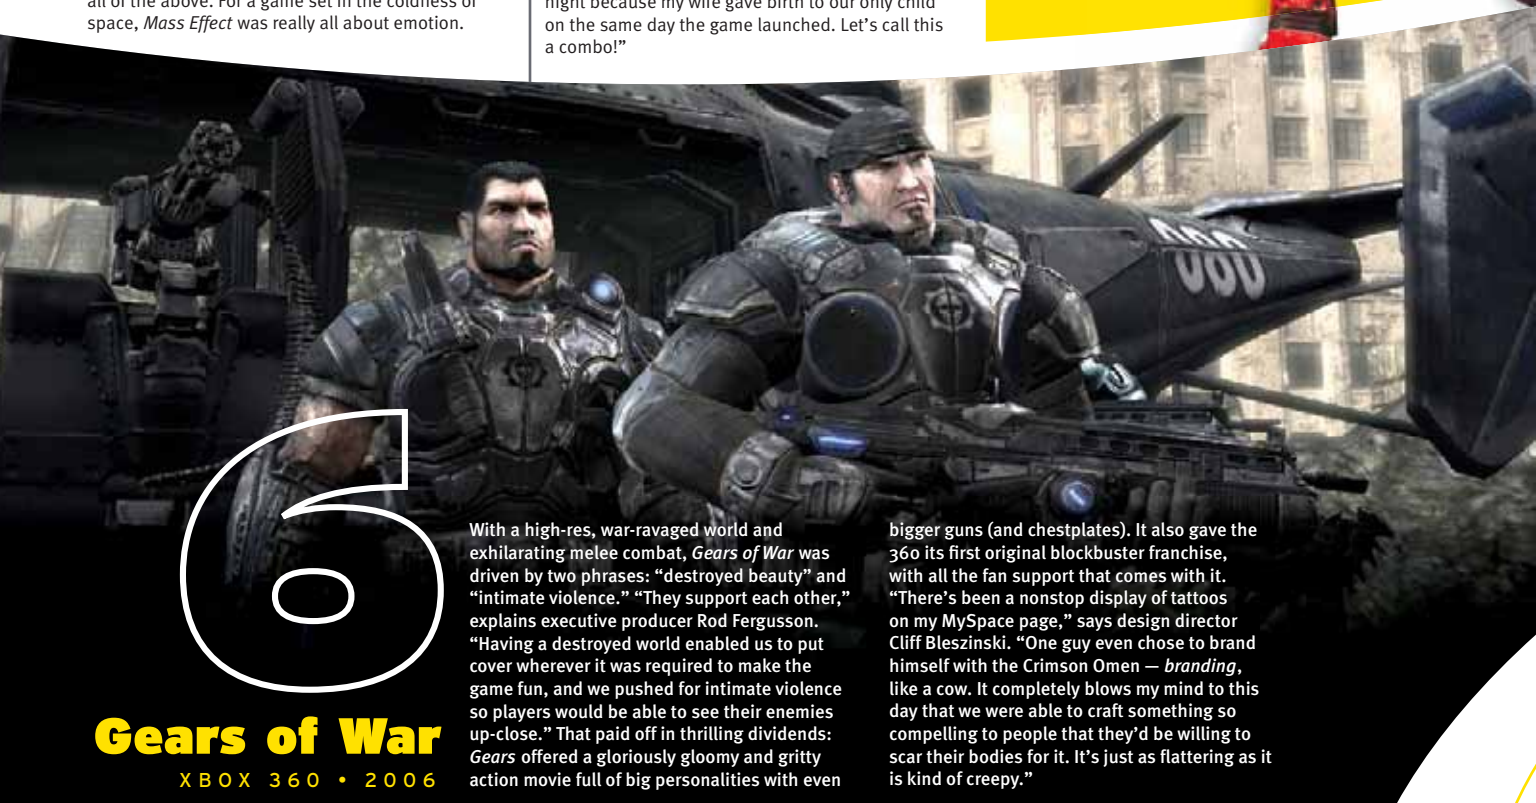 all of the above. For a game set in the coldness of
space, Mass Effect was really all about emotion.
night because my wife gave birth to our only child
on the same day the game launched. Let's call this
a combo!”
6
Gears of War
XBOX 360 • 2006
With a high-res, war-ravaged world and
exhilarating melee combat, Gears of War was
driven by two phrases: “destroyed beauty” and
“intimate violence.” “They support each other,”
explains executive producer Rod Fergusson.
“Having a destroyed world enabled us to put
cover wherever it was required to make the
game fun, and we pushed for intimate violence
so players would be able to see their enemies
up-close.” That paid off in thrilling dividends:
Gears offered a gloriously gloomy and gritty
action movie full of big personalities with even
bigger guns (and chestplates). It also gave the
360 its first original blockbuster franchise,
with all the fan support that comes with it.
“There's been a nonstop display of tattoos
on my MySpace page,” says design director
Cliff Bleszinski. “One guy even chose to brand
himself with the Crimson Omen — branding,
like a cow. It completely blows my mind to this
day that we were able to craft something so
compelling to people that they'd be willing to
scar their bodies for it. It's just as flattering as it
is kind of creepy.”